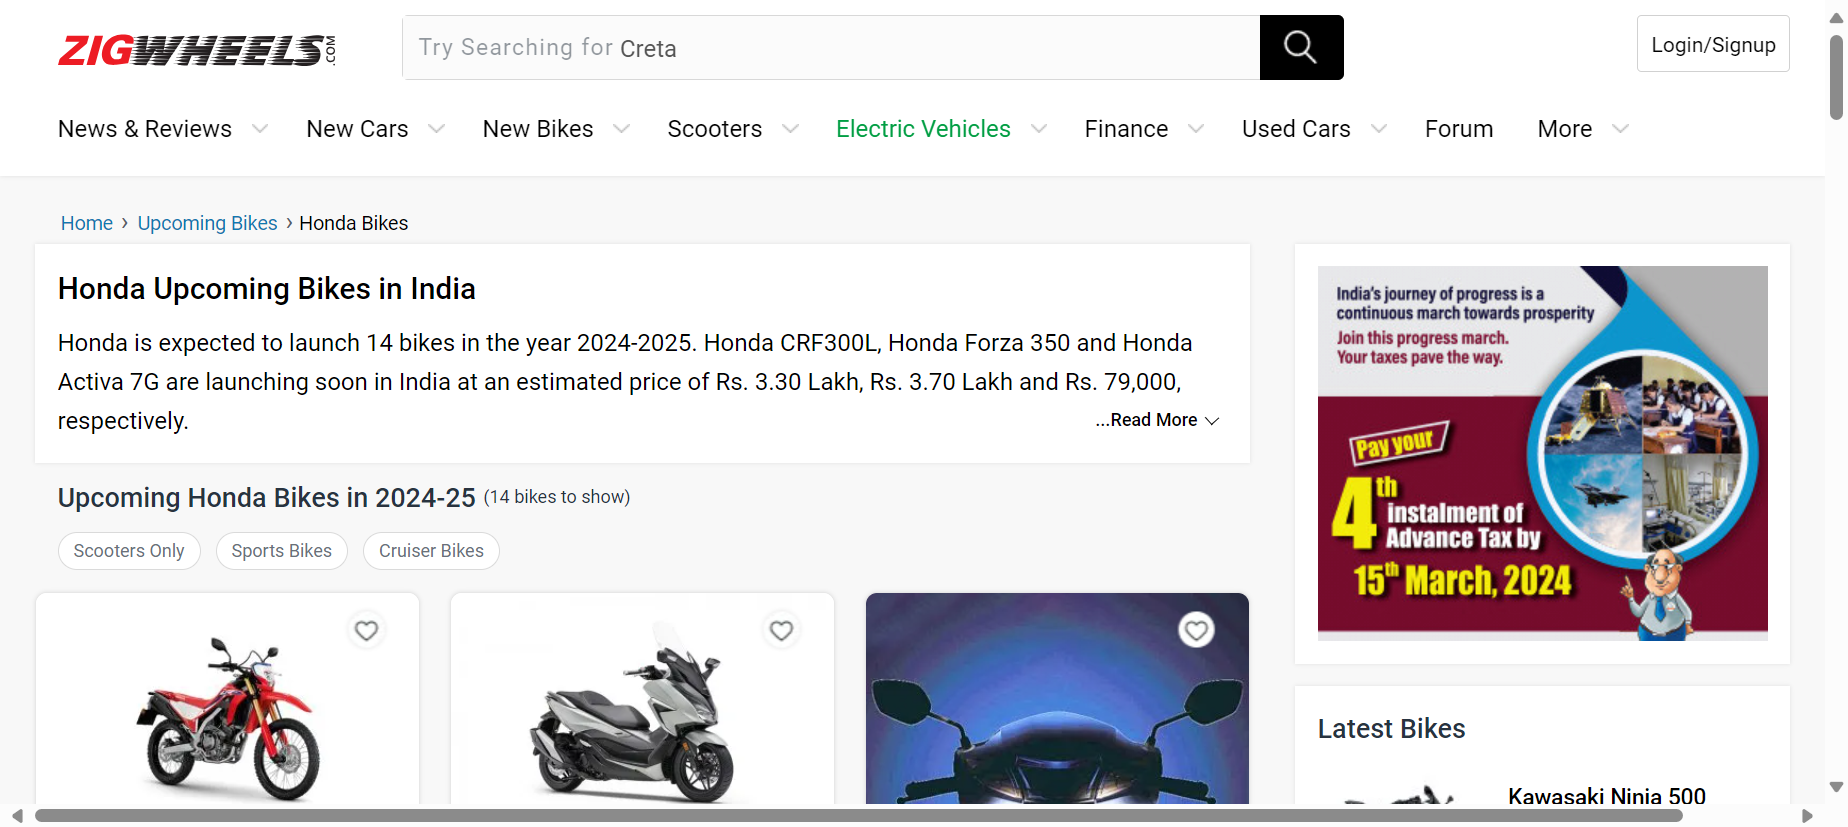 ZIGWHEELS.COM
Try Searching for Creta
Login/Signup
News & Reviews New Cars New Bikes Scooters Electric Vehicles Finance Used Cars Forum More
Home › Upcoming Bikes › Honda Bikes
Honda Upcoming Bikes in India
Honda is expected to launch 14 bikes in the year 2024-2025. Honda CRF300L, Honda Forza 350 and Honda
Activa 7G are launching soon in India at an estimated price of Rs. 3.30 Lakh, Rs. 3.70 Lakh and Rs. 79,000,
respectively.
...Read More
Upcoming Honda Bikes in 2024-25 (14 bikes to show)
Scooters Only Sports Bikes Cruiser Bikes
India's journey of progress is a
continuous march towards prosperity
Join this progress march.
Your taxes pave the way.
Pay your
4th
instalment of
Advance Tax by
15th March, 2024
Latest Bikes
Kawasaki Ninja 500